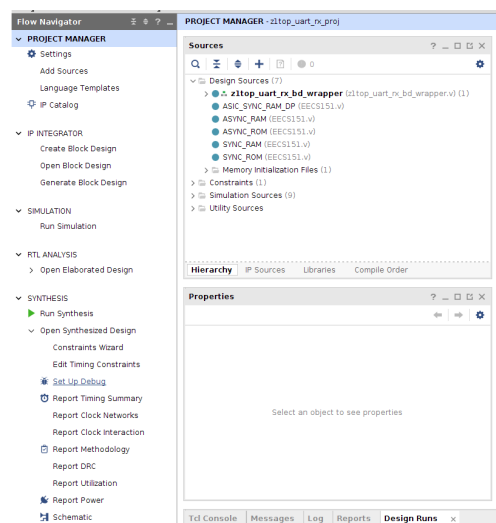 Flow Navigator
PROJECT MANAGER
Settings
Add Sources
Language Templates
IP Catalog
IP INTEGRATOR
Create Block Design
Open Block Design
Generate Block Design
SIMULATION
Run Simulation
RTL ANALYSIS
Open Elaborated Design
SYNTHESIS
Run Synthesis
Open Synthesized Design
Constraints Wizard
Edit Timing Constraints
Set Up Debug
Report Timing Summary
Report Clock Networks
Report Clock Interaction
Report Methodology
Report DRC
Report Utilization
Report Power
Schematic
PROJECT MANAGER - z1top_uart_rx_proj
Sources
0
Design Sources (7)
z1top_uart_rx_bd_wrapper (z1top_uart_rx_bd_wrapper.v) (1)
ASIC_SYNC_RAM_DP (EECS151.v)
ASYNC_RAM (EECS151.v)
ASYNC_ROM (EECS151.v)
SYNC_RAM (EECS151.v)
SYNC_ROM (EECS151.v)
Memory Initialization Files (1)
Constraints (1)
Simulation Sources (9)
Utility Sources
Hierarchy IP Sources Libraries Compile Order
Properties
Select an object to see properties
Tcl Console Messages Log Reports Design Runs